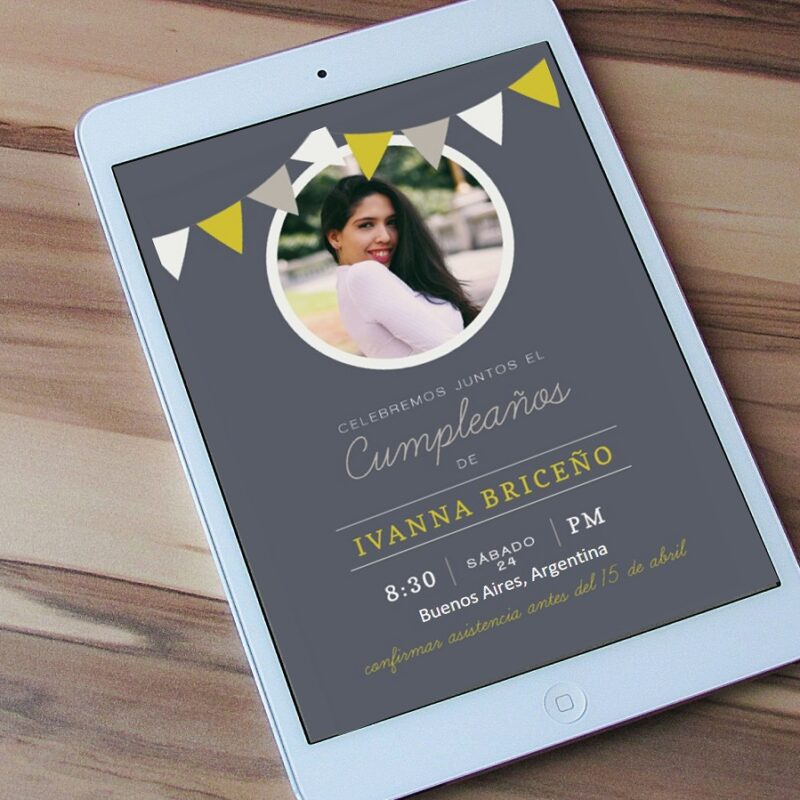 CELEBREMOS JUNTOS EL
Cumpleaños
DE
IVANNA BRICEÑO
8:30 | SÁBADO 24 | PM
Buenos Aires, Argentina
confirmar asistencia antes del 15 de abril